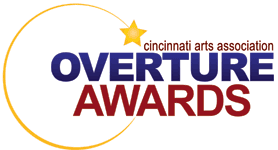 cincinnati arts association
OVERTURE
AWARDS